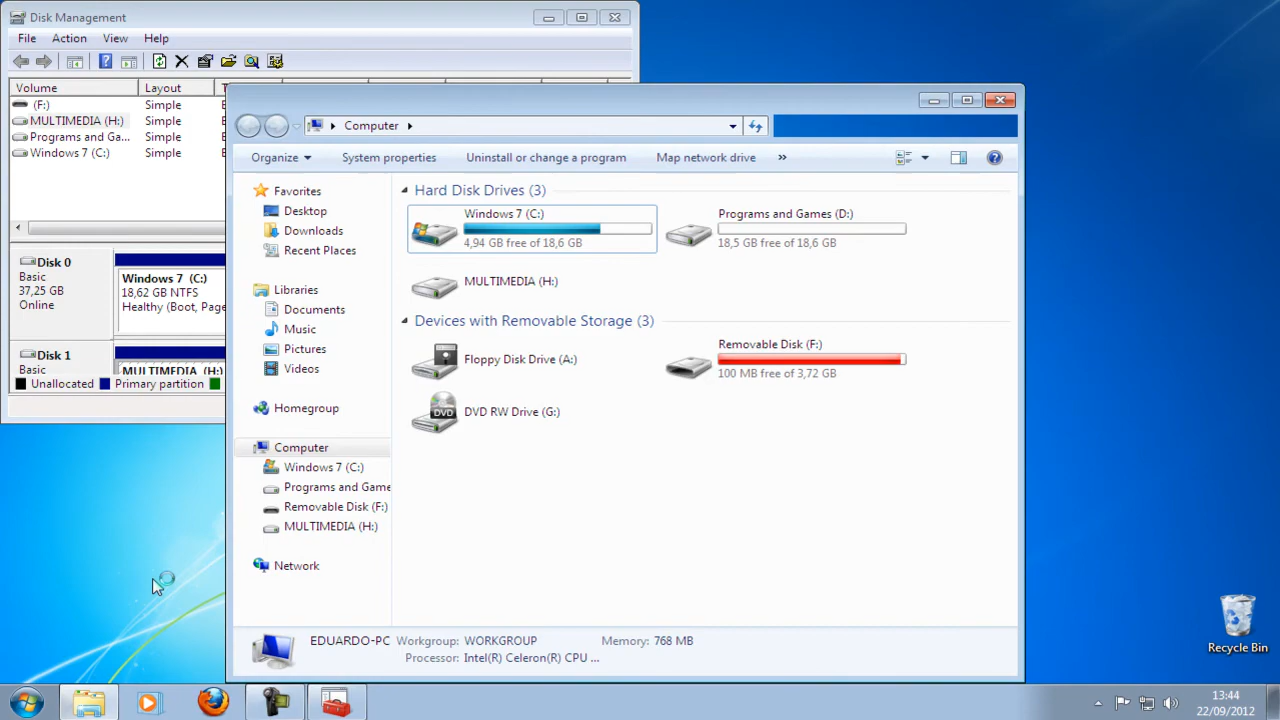 Disk Management
File Action View Help
Volume Layout
(F:) Simple
MULTIMEDIA (H:) Simple
Programs and Ga... Simple
Windows 7 (C:) Simple
Disk 0
Basic
37,25 GB
Online
Windows 7 (C:)
18,62 GB NTFS
Healthy (Boot, Page
Disk 1
Basic
MULTIMEDIA (H:)
Unallocated Primary partition
Computer
Organize System properties Uninstall or change a program Map network drive »
Favorites
Desktop
Downloads
Recent Places
Libraries
Documents
Music
Pictures
Videos
Homegroup
Computer
Windows 7 (C:)
Programs and Game
Removable Disk (F:)
MULTIMEDIA (H:)
Network
Hard Disk Drives (3)
Windows 7 (C:)
4,94 GB free of 18,6 GB
Programs and Games (D:)
18,5 GB free of 18,6 GB
MULTIMEDIA (H:)
Devices with Removable Storage (3)
Floppy Disk Drive (A:)
Removable Disk (F:)
100 MB free of 3,72 GB
DVD
DVD RW Drive (G:)
EDUARDO-PC Workgroup: WORKGROUP Memory: 768 MB
Processor: Intel(R) Celeron(R) CPU ...
Recycle Bin
13:44
22/09/2012